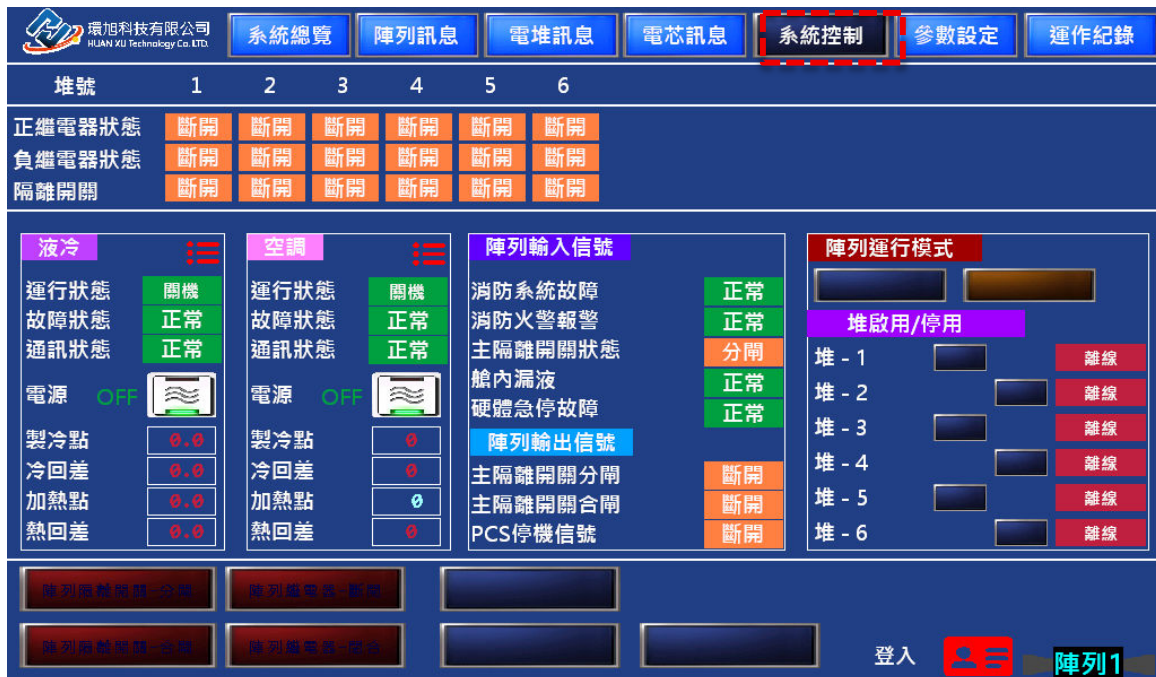 環旭科技有限公司
HUAN XU Technology Co. LTD.
系統總覽 陣列訊息 電堆訊息 電芯訊息 系統控制 參數設定 運作紀錄
堆號 1 2 3 4 5 6
正繼電器狀態 斷開 斷開 斷開 斷開 斷開 斷開
負繼電器狀態 斷開 斷開 斷開 斷開 斷開 斷開
隔離開關 斷開 斷開 斷開 斷開 斷開 斷開
液冷
運行狀態 關機
故障狀態 正常
通訊狀態 正常
電源 OFF
製冷點 0.0
冷回差 0.0
加熱點 0.0
熱回差 0.0
空調
運行狀態 關機
故障狀態 正常
通訊狀態 正常
電源 OFF
製冷點 0
冷回差 0
加熱點 0
熱回差 0
陣列輸入信號
消防系統故障 正常
消防火警報警 正常
主隔離開關狀態 分閘
艙內漏液 正常
硬體急停故障 正常
陣列輸出信號
主隔離開關分閘 斷開
主隔離開關合閘 斷開
PCS停機信號 斷開
陣列運行模式
堆啟用/停用
堆 - 1 離線
堆 - 2 離線
堆 - 3 離線
堆 - 4 離線
堆 - 5 離線
堆 - 6 離線
陣列隔離開關-分閘 陣列繼電器-斷開
陣列隔離開關-合閘 陣列繼電器-閉合
登入 陣列1